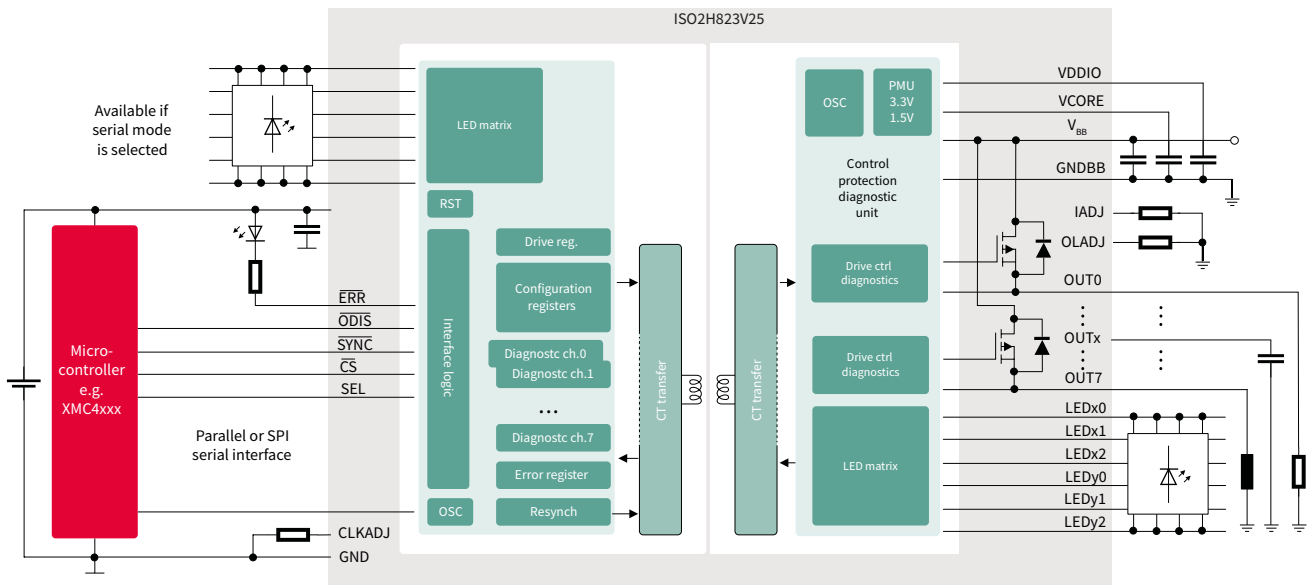 ISO2H823V25
Available if
serial mode
is selected
LED matrix
RST
Interface logic
OSC
Drive reg.
Configuration
registers
Diagnostc ch.0
Diagnostc ch.1
...
Diagnostc ch.7
Error register
Resynch
CT transfer
CT transfer
Micro-
controller
e.g.
XMC4xxx
ERR
ODIS
SYNC
CS
SEL
Parallel or SPI
serial interface
CLKADJ
GND
OSC
PMU
3.3V
1.5V
Control
protection
diagnostic
unit
Drive ctrl
diagnostics
Drive ctrl
diagnostics
LED matrix
VDDIO
VCORE
VBB
GNDBB
IADJ
OLADJ
OUT0
OUTx
OUT7
LEDx0
LEDx1
LEDx2
LEDy0
LEDy1
LEDy2